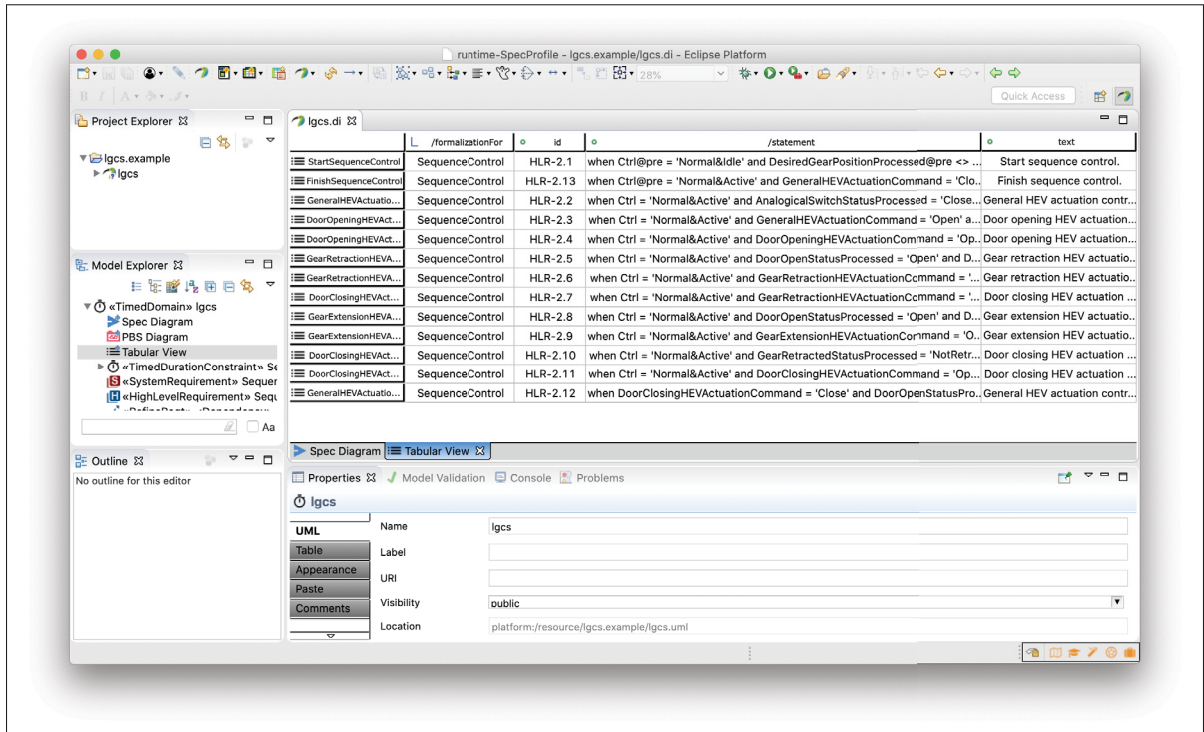 runtime-SpecProfile - lgcs.example/lgcs.di - Eclipse Platform
28%
B I A
Quick Access
Project Explorer
lgcs.example
lgcs
Model Explorer
«TimedDomain» lgcs
Spec Diagram
PBS Diagram
Tabular View
«TimedDurationConstraint» Se
«SystemRequirement» Sequer
«HighLevelRequirement» Sequ
Aa
Outline
No outline for this editor
lgcs.di
/formalizationFor id /statement text
StartSequenceControl SequenceControl HLR-2.1 when Ctrl@pre = 'Normal&Idle' and DesiredGearPositionProcessed@pre <> ... Start sequence control.
FinishSequenceControl SequenceControl HLR-2.13 when Ctrl@pre = 'Normal&Active' and GeneralHEVActuationCommand = 'Clo.. Finish sequence control.
GeneralHEVActuatio... SequenceControl HLR-2.2 when Ctrl = 'Normal&Active' and AnalogicalSwitchStatusProcessed = 'Close... General HEV actuation contr...
DoorOpeningHEVAct... SequenceControl HLR-2.3 when Ctrl = 'Normal&Active' and GeneralHEVActuationCommand = 'Open' a... Door opening HEV actuation...
DoorOpeningHEVAct... SequenceControl HLR-2.4 when Ctrl = 'Normal&Active' and DoorOpeningHEVActuationCommand = 'Op.. Door opening HEV actuation...
GearRetractionHEVA... SequenceControl HLR-2.5 when Ctrl = 'Normal&Active' and DoorOpenStatusProcessed = 'Open' and D... Gear retraction HEV actuatio..
GearRetractionHEVA... SequenceControl HLR-2.6 when Ctrl = 'Normal&Active' and GearRetractionHEVActuationCommand = '... Gear retraction HEV actuatio..
DoorClosingHEVAct... SequenceControl HLR-2.7 when Ctrl = 'Normal&Active' and GearRetractionHEVActuationCommand = '... Door closing HEV actuation ...
GearExtensionHEVA... SequenceControl HLR-2.8 when Ctrl = 'Normal&Active' and DoorOpenStatusProcessed = 'Open' and D... Gear extension HEV actuatio..
GearExtensionHEVA... SequenceControl HLR-2.9 when Ctrl = 'Normal&Active' and GearExtensionHEVActuationCommand = 'O.. Gear extension HEV actuatio..
DoorClosingHEVAct... SequenceControl HLR-2.10 when Ctrl = 'Normal&Active' and GearRetractedStatusProcessed = 'NotRetr... Door closing HEV actuation ...
DoorClosingHEVAct... SequenceControl HLR-2.11 when Ctrl = 'Normal&Active' and DoorClosingHEVActuationCommand = 'Op... Door closing HEV actuation ...
GeneralHEVActuatio... SequenceControl HLR-2.12 when DoorClosingHEVActuationCommand = 'Close' and DoorOpenStatusPro.. General HEV actuation contr...
Spec Diagram Tabular View
Properties Model Validation Console Problems
lgcs
UML
Table
Appearance
Paste
Comments
Name lgcs
Label
URI
Visibility public
Location platform:/resource/lgcs.example/lgcs.uml